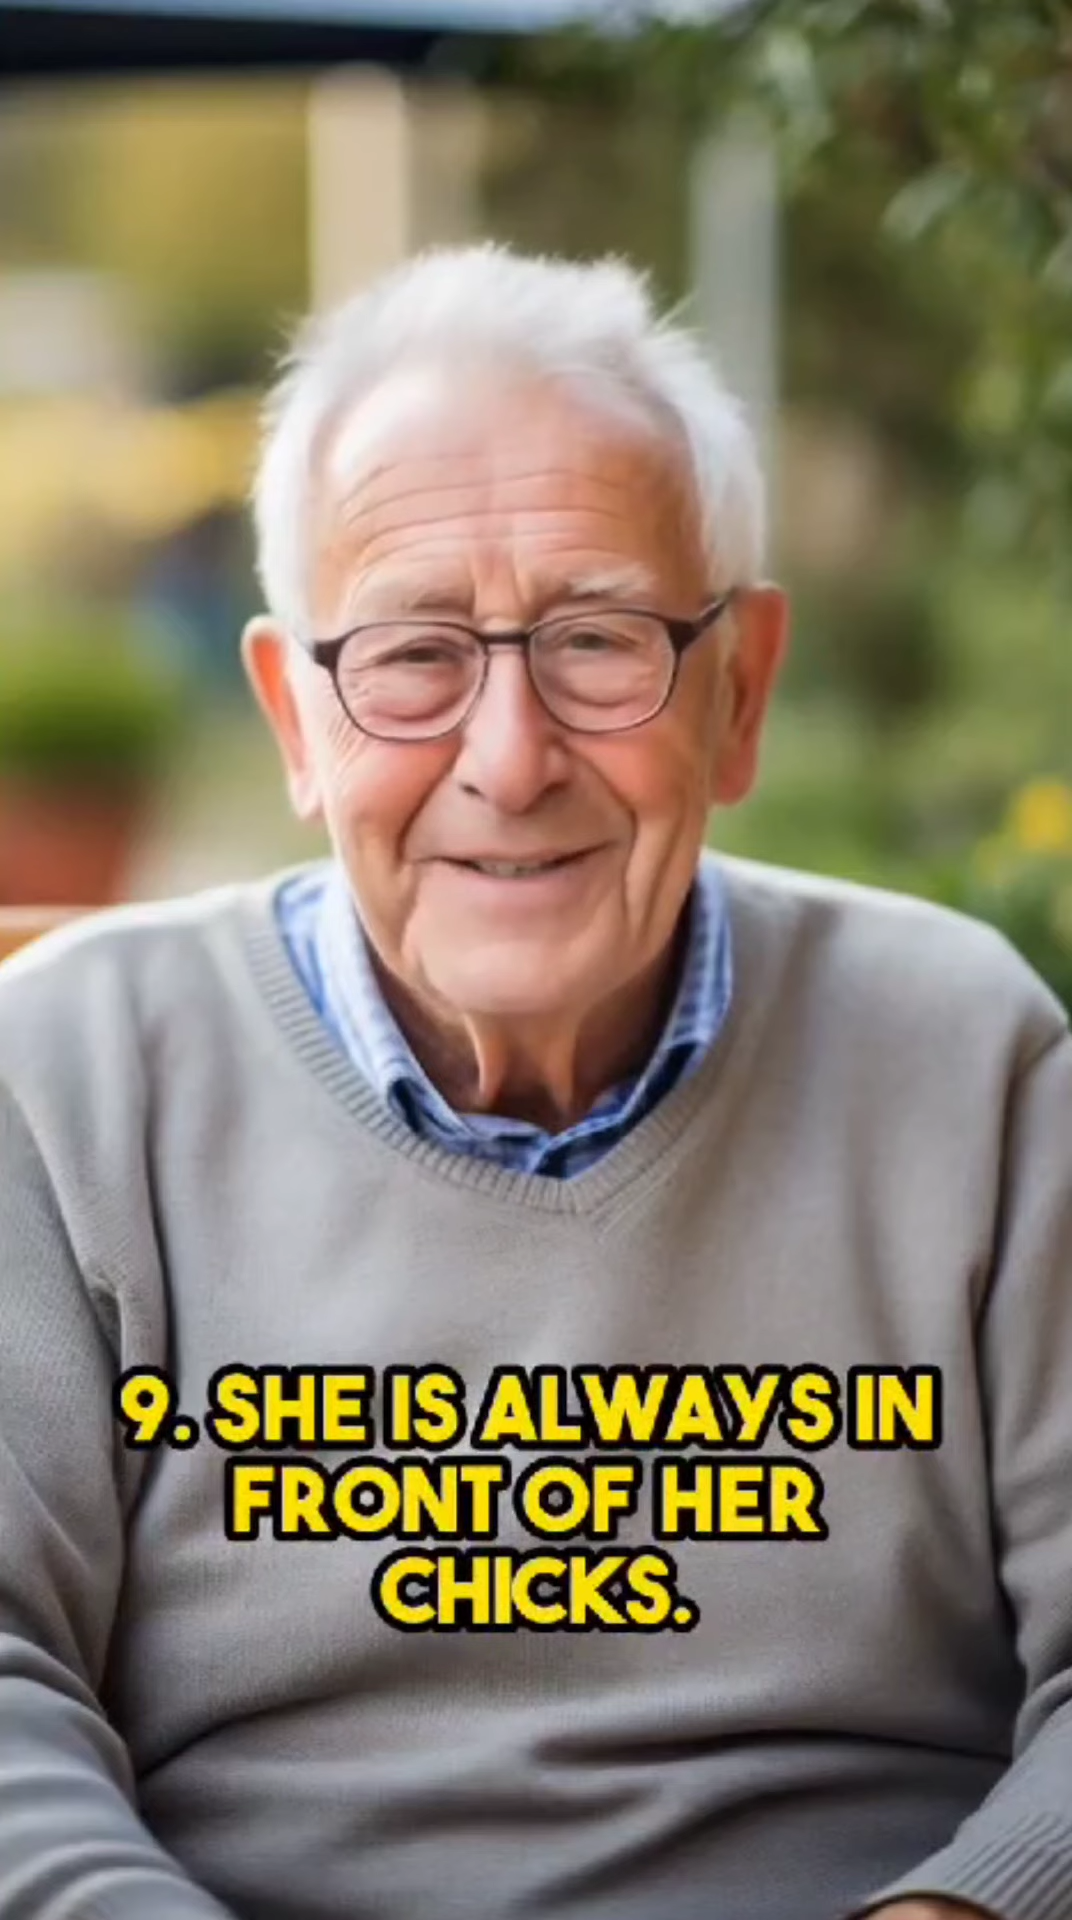 9. SHE IS ALWAYS IN
FRONT OF HER
CHICKS.